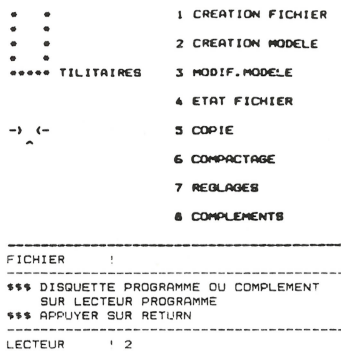 1 CREATION FICHIER
2 CREATION MODELE
***** TILITAIRES 3 MODIF.MODELE
4 ETAT FICHIER
-) (- 5 COPIE
^
6 COMPACTAGE
7 REGLAGES
8 COMPLEMENTS
FICHIER !
$$$ DISQUETTE PROGRAMME OU COMPLEMENT
SUR LECTEUR PROGRAMME
$$$ APPUYER SUR RETURN
LECTEUR ! 2